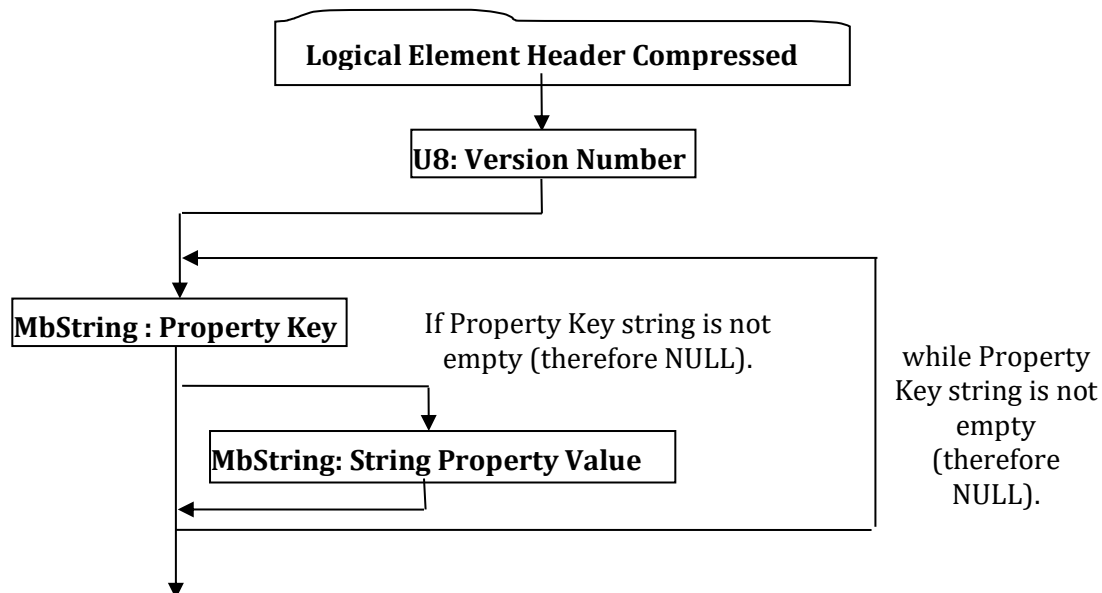 Logical Element Header Compressed
U8: Version Number
MbString : Property Key
If Property Key string is not
empty (therefore NULL).
while Property
Key string is not
empty
(therefore
NULL).
MbString: String Property Value